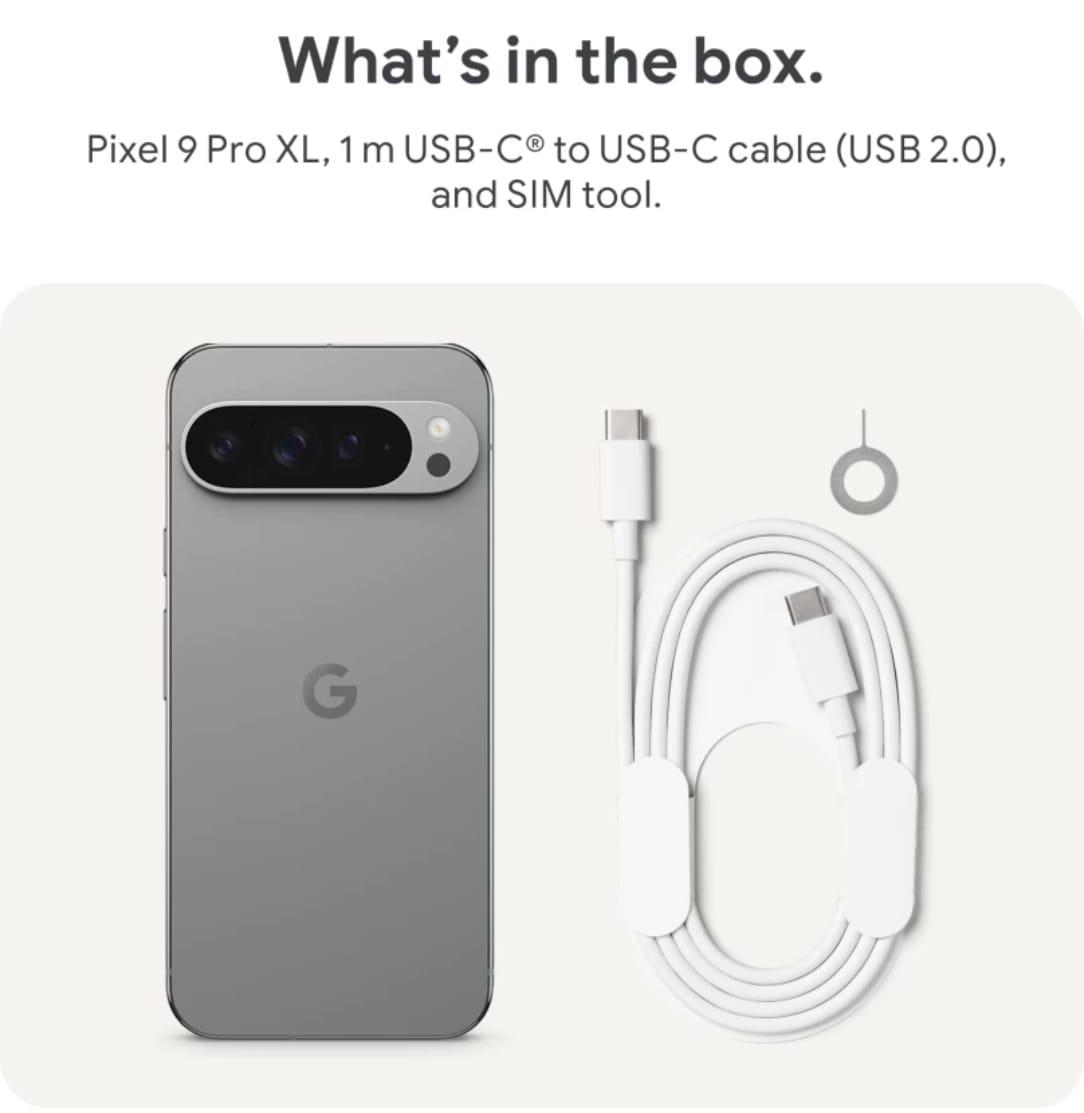 What’s in the box.
Pixel 9 Pro XL, 1 m USB-C® to USB-C cable (USB 2.0),
and SIM tool.
G